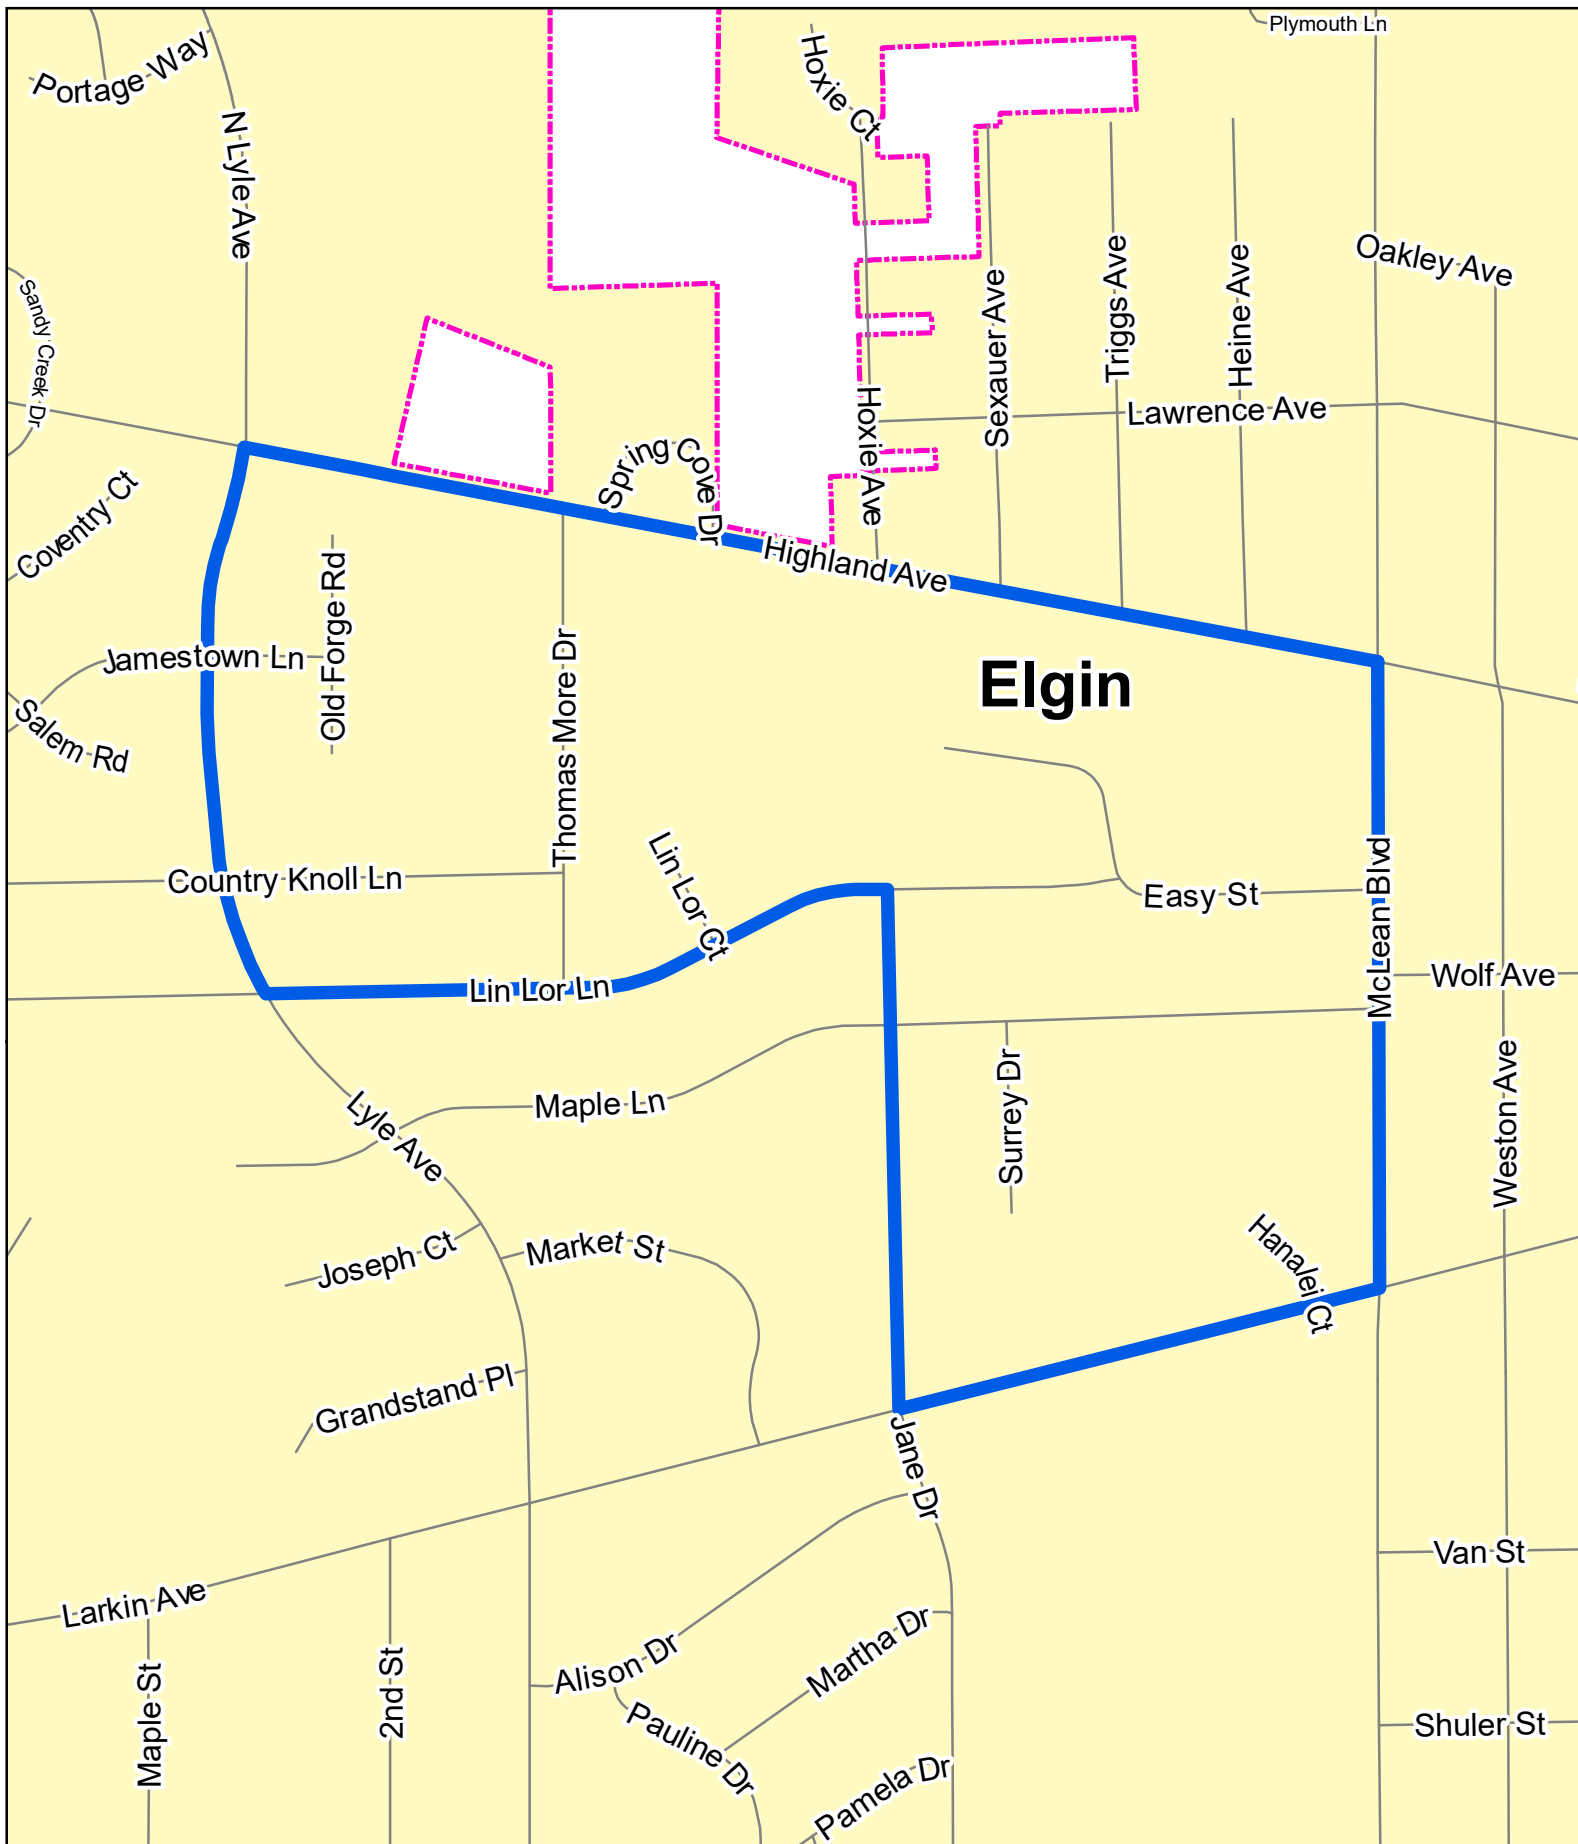 Plymouth Ln
Portage Way
Hoxie Ct
N Lyle Ave
Oakley Ave
Sandy Creek Dr
Sexauer Ave
Triggs Ave
Heine Ave
Lawrence Ave
Hoxie Ave
Spring Cove Dr
Coventry Ct
Highland Ave
Old Forge Rd
Jamestown Ln
Elgin
Thomas More Dr
Salem Rd
Lin Lor Ct
Country Knoll Ln
Easy St
McLean Blvd
Wolf Ave
Lin Lor Ln
Maple Ln
Surrey Dr
Weston Ave
Lyle Ave
Joseph Ct
Market St
Hanalei Ct
Grandstand Pl
Jane Dr
Van St
Larkin Ave
Maple St
2nd St
Alison Dr
Martha Dr
Pauline Dr
Shuler St
Pamela Dr